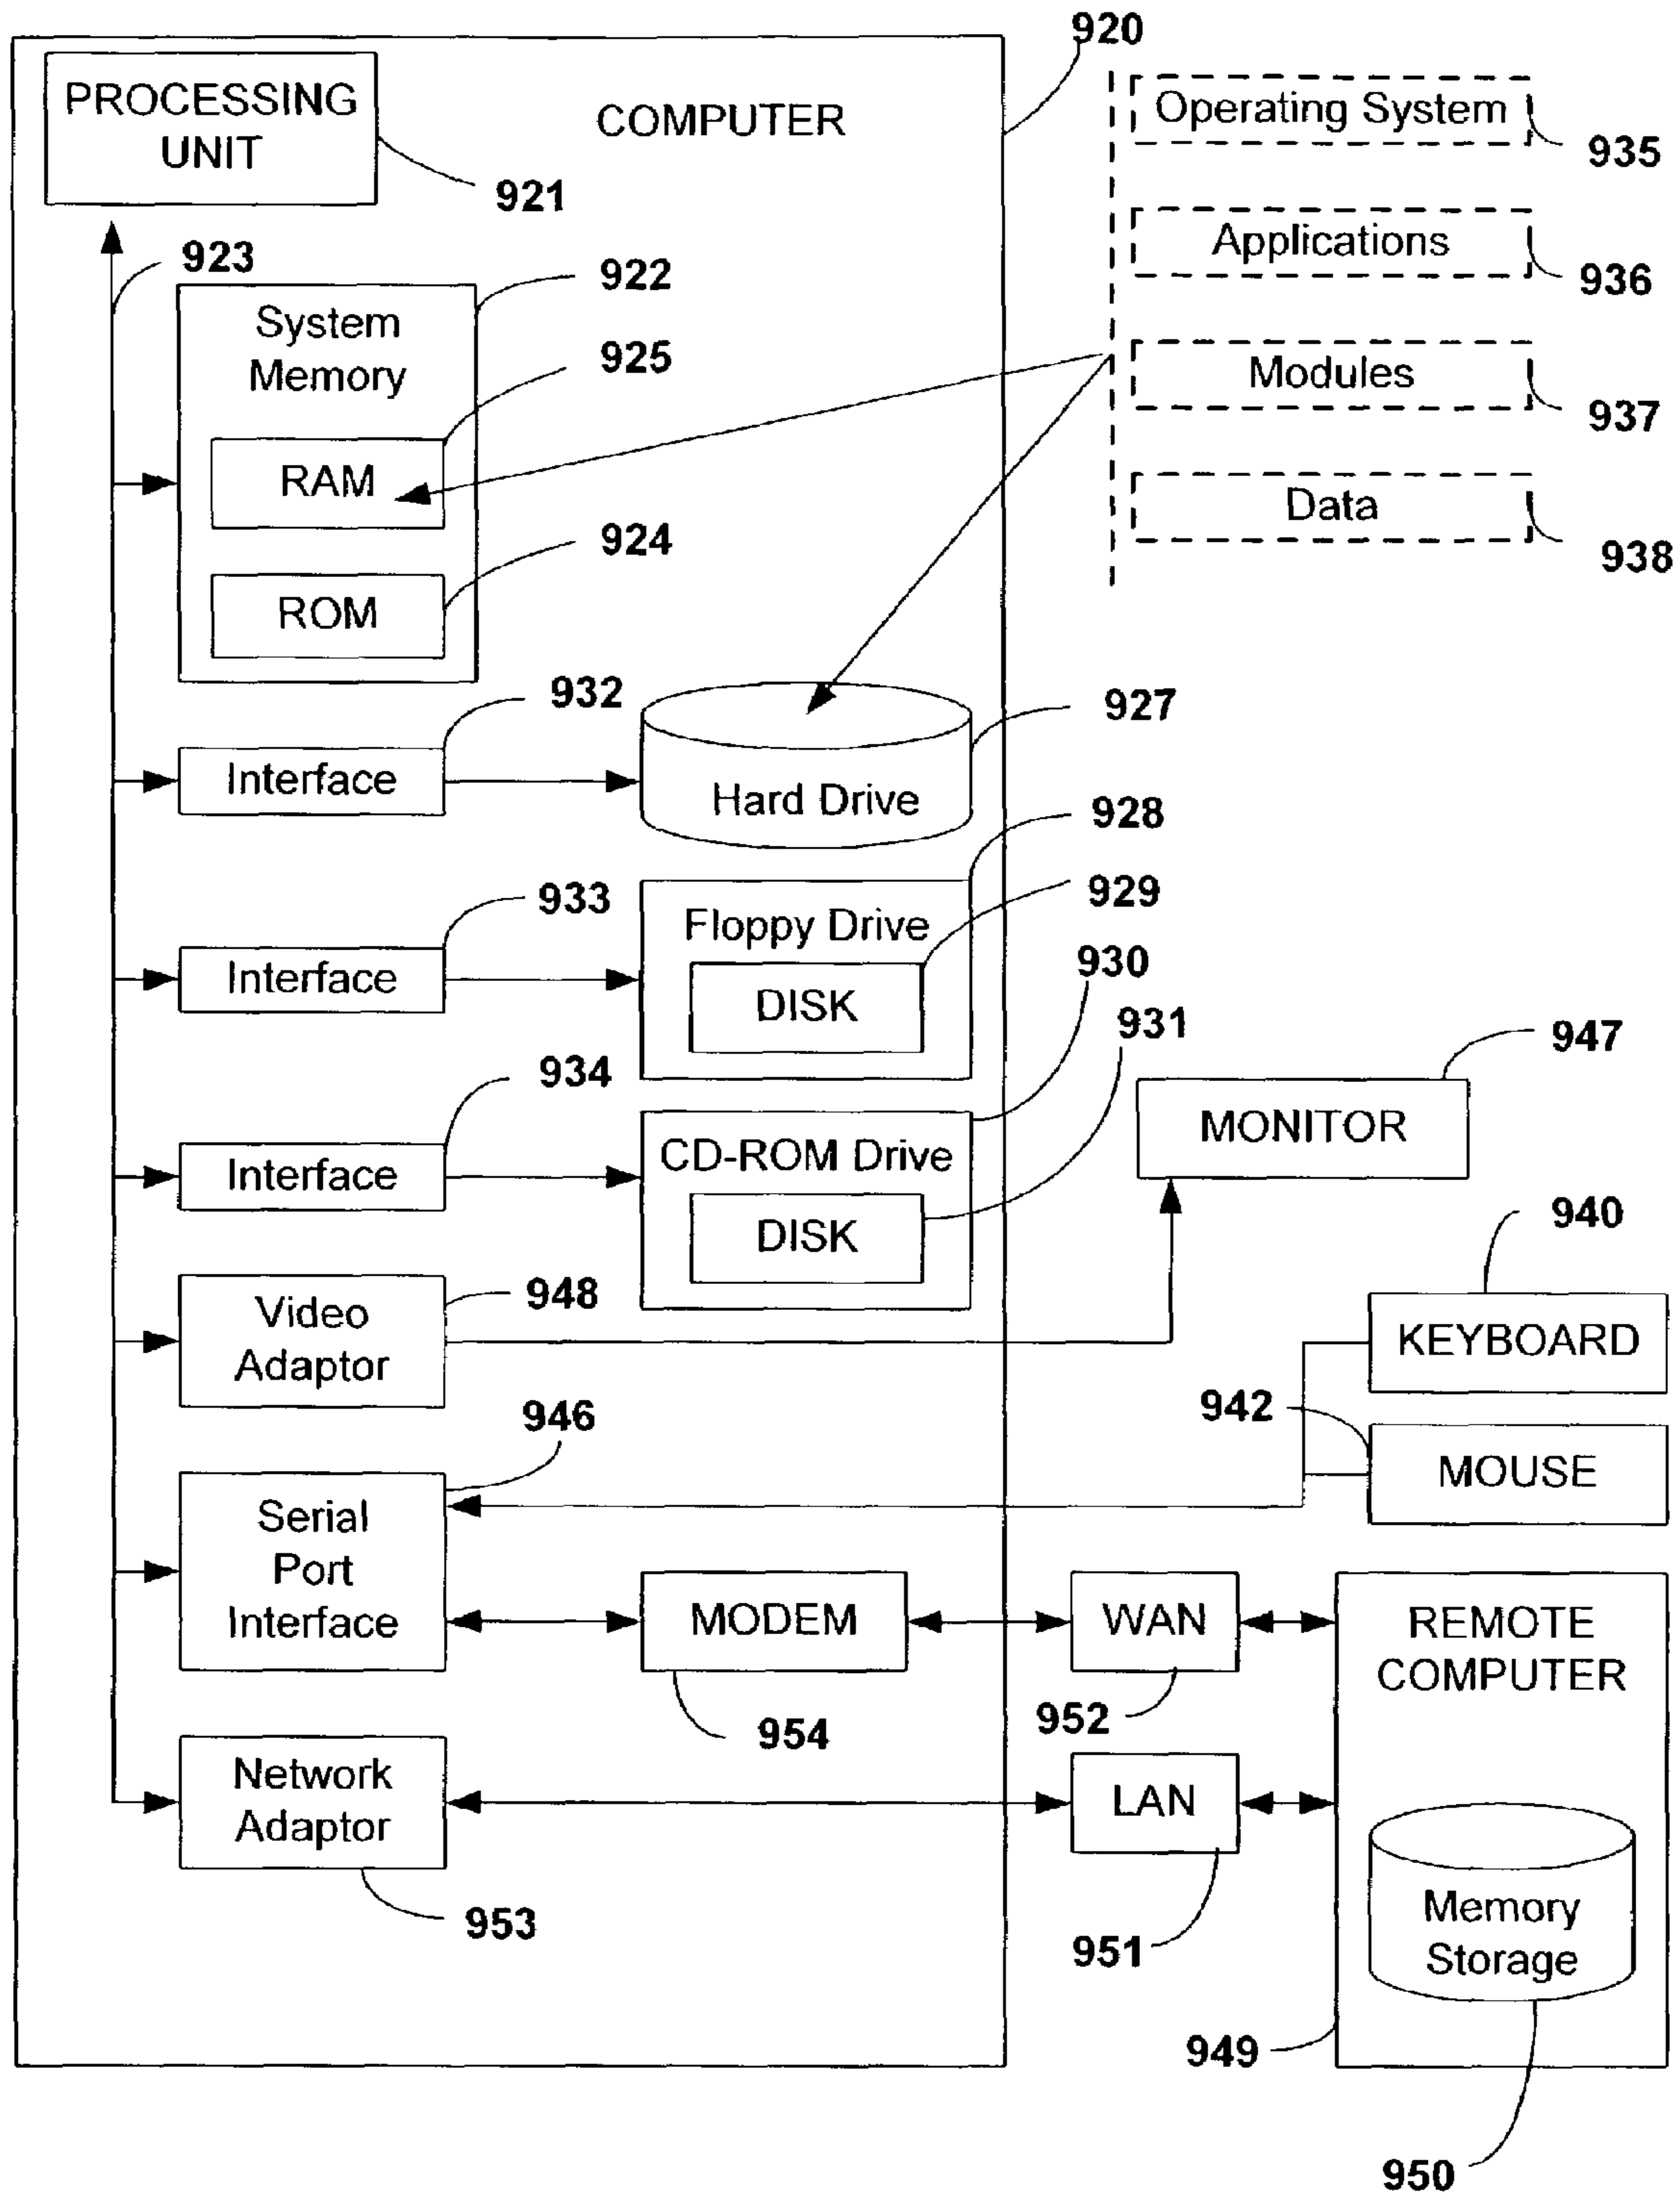 920
PROCESSING
UNIT
COMPUTER
921
Operating System
935
Applications
936
Modules
937
Data
938
923
922
System
Memory
925
RAM
924
ROM
932
Interface
927
Hard Drive
928
933
Interface
Floppy Drive
929
DISK
930
934
Interface
CD-ROM Drive
931
DISK
947
MONITOR
948
Video
Adaptor
940
KEYBOARD
942
MOUSE
946
Serial
Port
Interface
MODEM
954
WAN
952
REMOTE
COMPUTER
Network
Adaptor
953
LAN
951
Memory
Storage
949
950